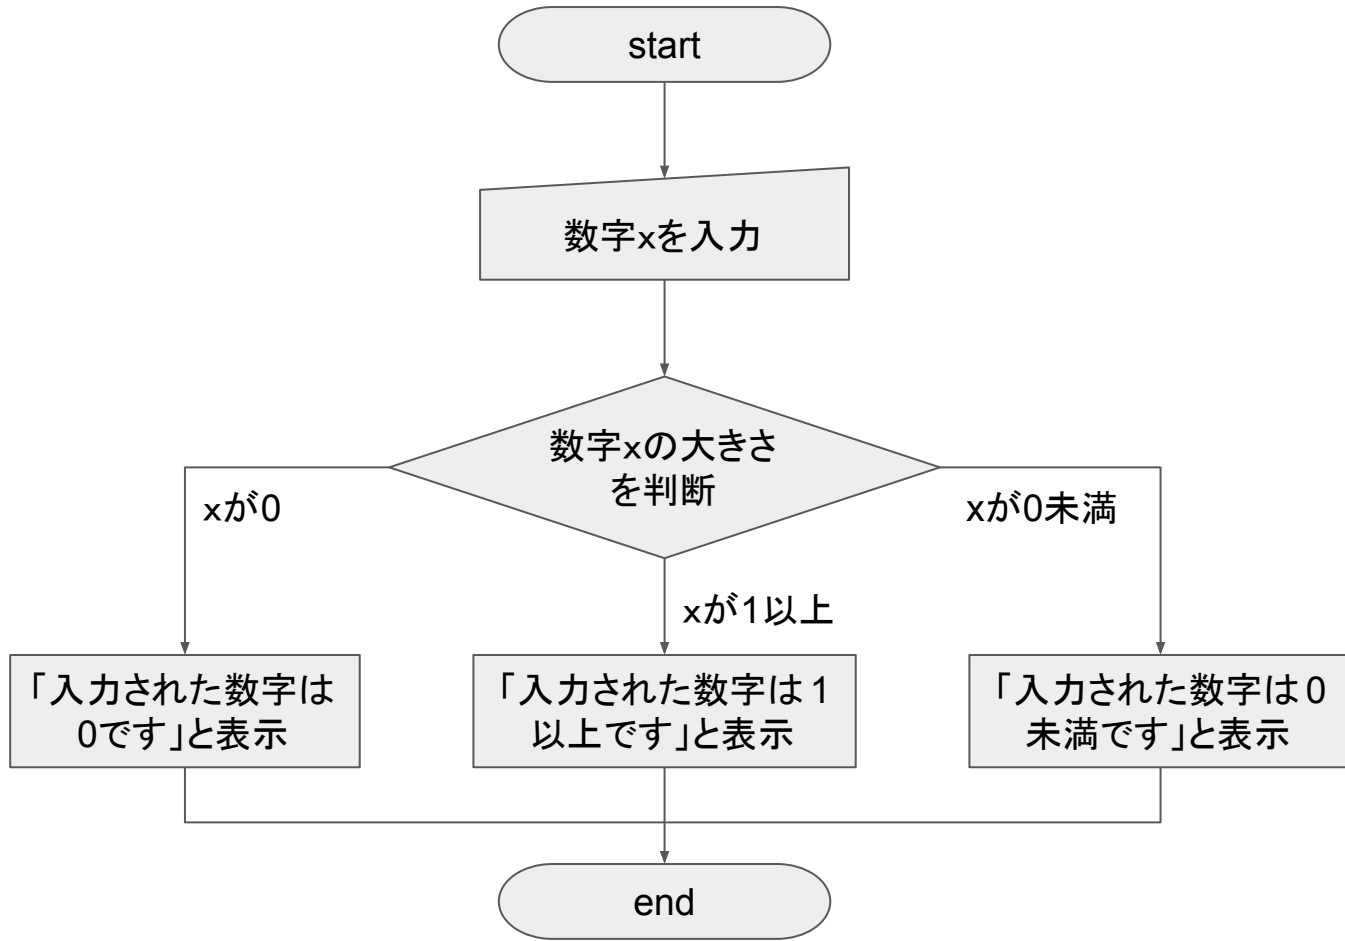 start
数字xを入力
数字xの大きさ
を判断
xが0
xが0未満
xが1以上
「入力された数字は
0です」と表示
「入力された数字は1
以上です」と表示
「入力された数字は0
未満です」と表示
end